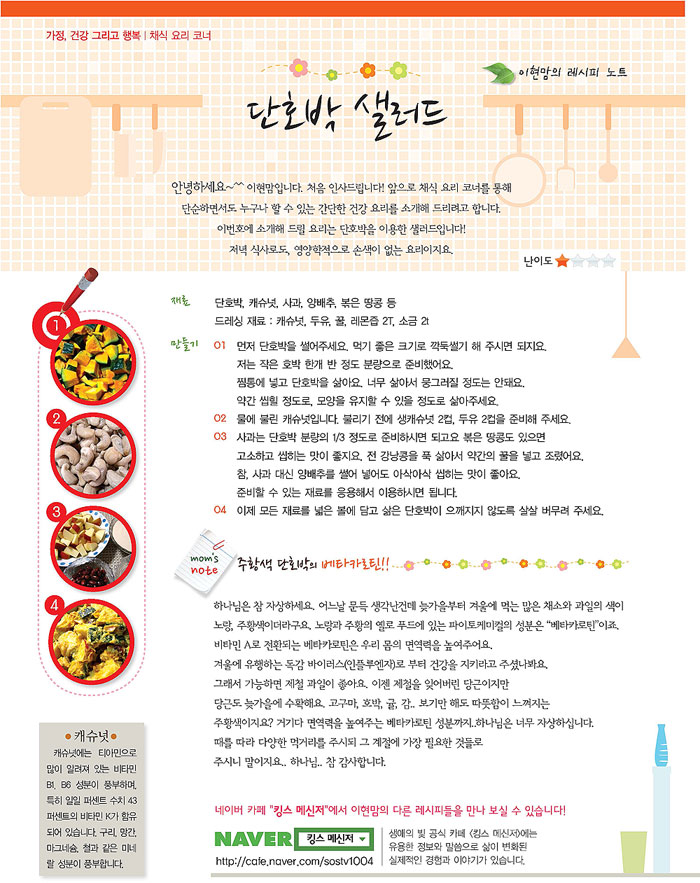 가정, 건강 그리고 행복 | 채식 요리 코너
이현맘의 레시피 노트
단호박 샐러드
안녕하세요~^^ 이현맘입니다. 처음 인사드립니다! 앞으로 채식 요리 코너를 통해
단순하면서도 누구나 할 수 있는 간단한 건강 요리를 소개해 드리려고 합니다.
이번호에 소개해 드릴 요리는 단호박을 이용한 샐러드입니다!
저녁 식사로도, 영양학적으로 손색이 없는 요리이지요.
난이도
재료
단호박, 캐슈넛, 사과, 양배추, 볶은 땅콩 등
드레싱 재료 : 캐슈넛, 두유, 꿀, 레몬즙 2T, 소금 2t
만들기
01 먼저 단호박을 썰어주세요. 먹기 좋은 크기로 깍둑썰기 해 주시면 되지요.
저는 작은 호박 한개 반 정도 분량으로 준비했어요.
찜통에 넣고 단호박을 삶아요. 너무 삶아서 뭉그러질 정도는 안돼요.
약간 씹힐 정도로, 모양을 유지할 수 있을 정도로 삶아주세요.
02 물에 불린 캐슈넛입니다. 불리기 전에 생캐슈넛 2컵, 두유 2컵을 준비해 주세요.
03 사과는 단호박 분량의 1/3 정도로 준비하시면 되고요 볶은 땅콩도 있으면
고소하고 씹히는 맛이 좋지요. 전 강낭콩을 푹 삶아서 약간의 꿀을 넣고 조렸어요.
참, 사과 대신 양배추를 썰어 넣어도 아삭아삭 씹히는 맛이 좋아요.
준비할 수 있는 재료를 응용해서 이용하시면 됩니다.
04 이제 모든 재료를 넓은 볼에 담고 삶은 단호박이 으깨지지 않도록 살살 버무려 주세요.
1
2
3
4
mom's
note
주황색 단호박의 베타카로틴!!
하나님은 참 자상하세요. 어느날 문득 생각난건데 늦가을부터 겨울에 먹는 많은 채소와 과일의 색이
노랑, 주황색이더라구요. 노랑과 주황의 옐로 푸드에 있는 파이토케미컬의 성분은 “베타카로틴”이죠.
비타민 A로 전환되는 베타카로틴은 우리 몸의 면역력을 높여주어요.
겨울에 유행하는 독감 바이러스(인플루엔자)로 부터 건강을 지키라고 주셨나봐요.
그래서 가능하면 제철 과일이 좋아요. 이젠 제철을 잊어버린 당근이지만
당근도 늦가을에 수확해요. 고구마, 호박, 귤, 감.. 보기만 해도 따뜻함이 느껴지는
주황색이지요? 거기다 면역력을 높여주는 베타카로틴 성분까지..하나님은 너무 자상하십니다.
때를 따라 다양한 먹거리를 주시되 그 계절에 가장 필요한 것들로
주시니 말이지요.. 하나님.. 참 감사합니다.
캐슈넛
캐슈넛에는 티아민으로
많이 알려져 있는 비타민
B1, B6 성분이 풍부하며,
특히 일일 퍼센트 수치 43
퍼센트의 비타민 K가 함유
되어 있습니다. 구리, 망간,
마그네슘, 철과 같은 미네
랄 성분이 풍부합니다.
네이버 카페 "킹스 메신저"에서 이현맘의 다른 레시피들을 만나 보실 수 있습니다!
NAVER 킹스 메신저
http://cafe.naver.com/sostv1004
생애의 빛 공식 카페 <킹스 메신저>에는
유용한 정보와 말씀으로 삶이 변화된
실제적인 경험과 이야기가 있습니다.